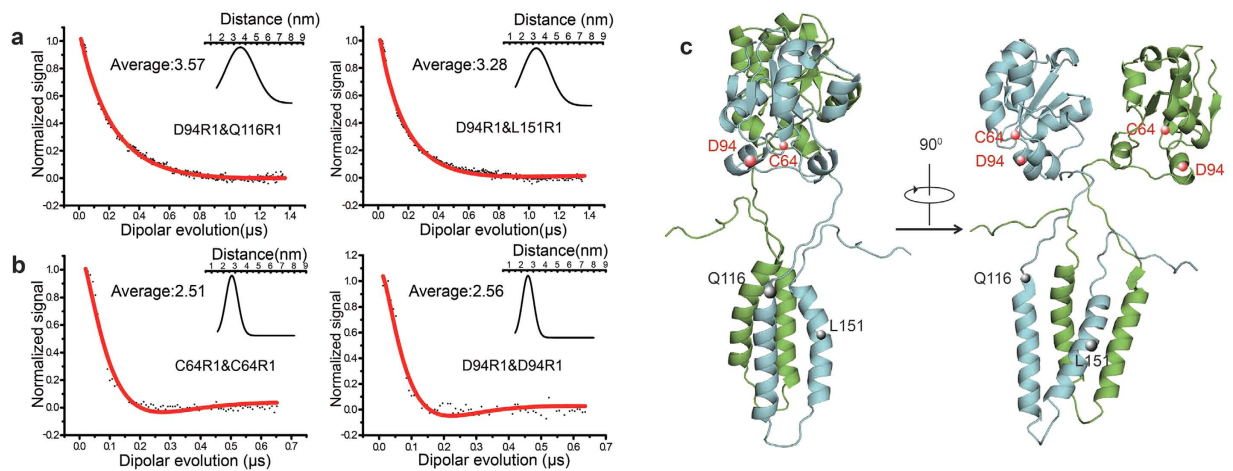 a
Distance (nm)
1 2 3 4 5 6 7 8 9
Average:3.57
D94R1&Q116R1
Normalized signal
1.0
0.8
0.6
0.4
0.2
0.0
-0.2
0.0 0.2 0.4 0.6 0.8 1.0 1.2 1.4
Dipolar evolution(μs)
Distance (nm)
1 2 3 4 5 6 7 8 9
Average:3.28
D94R1&L151R1
Normalized signal
1.0
0.8
0.6
0.4
0.2
0.0
-0.2
0.0 0.2 0.4 0.6 0.8 1.0 1.2 1.4
Dipolar evolution(μs)
b
Distance(nm)
1 2 3 4 5 6 7 8 9
Average:2.51
C64R1&C64R1
Normalized signal
1.0
0.8
0.6
0.4
0.2
0.0
-0.2
0.0 0.1 0.2 0.3 0.4 0.5 0.6 0.7
Dipolar evolution (μs)
Distance(nm)
1 2 3 4 5 6 7 8 9
Average:2.56
D94R1&D94R1
Normalized signal
12
1.0
0.8
0.6
0.4
0.2
0.0
-0.2
0.0 0.1 0.2 0.3 0.4 0.5 0.6 0.7
Dipolar evolution (μs)
c
D94
C64
Q116
L151
90⁰
C64
D94
C64
D94
Q116
L151